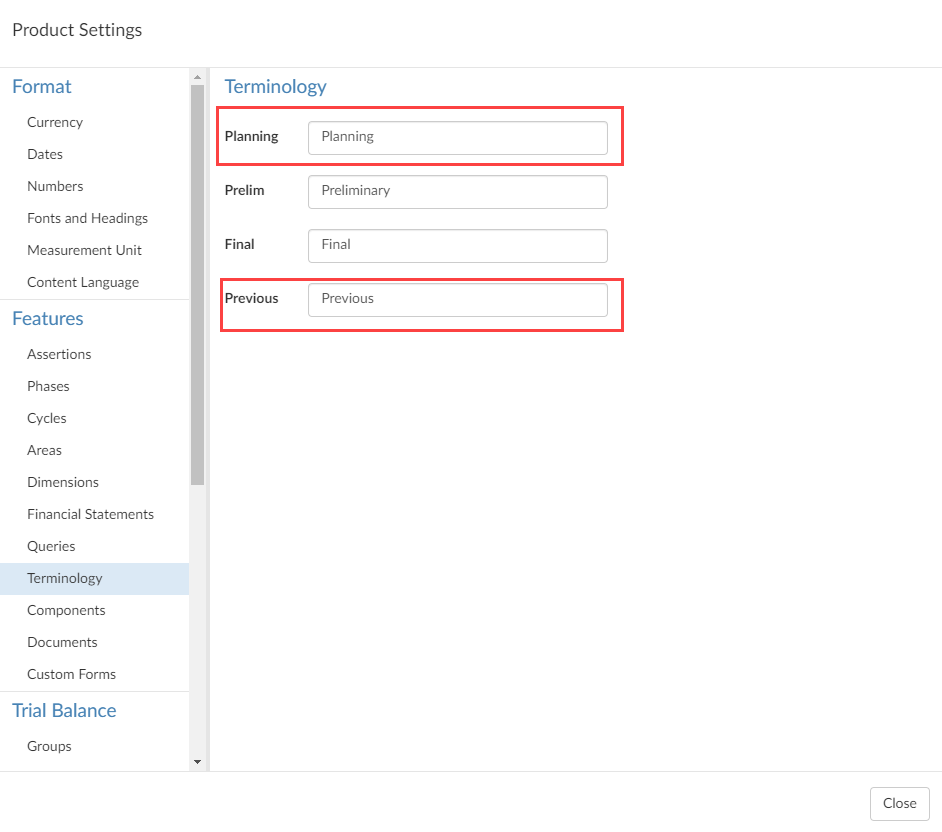 Product Settings
Format
Currency
Dates
Numbers
Fonts and Headings
Measurement Unit
Content Language
Features
Assertions
Phases
Cycles
Areas
Dimensions
Financial Statements
Queries
Terminology
Components
Documents
Custom Forms
Trial Balance
Groups
Terminology
Planning Planning
Prelim Preliminary
Final Final
Previous Previous
Close